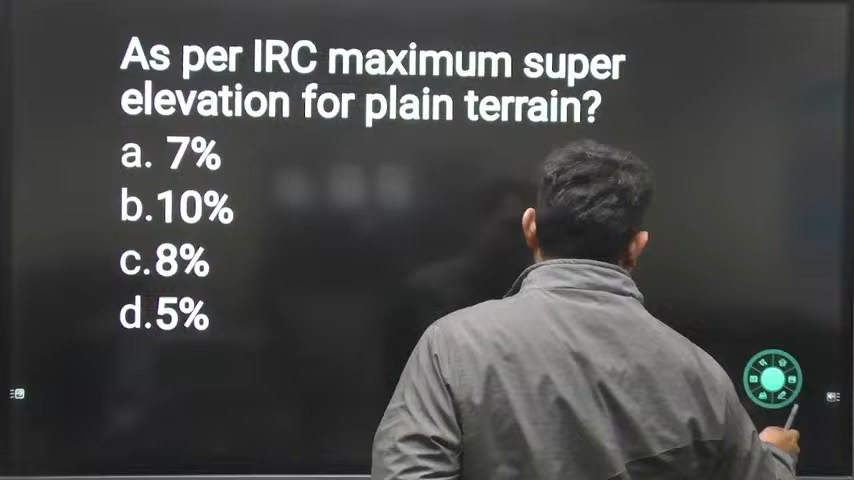 As per IRC maximum super
elevation for plain terrain?
a. 7%
b.10%
c.8%
d.5%